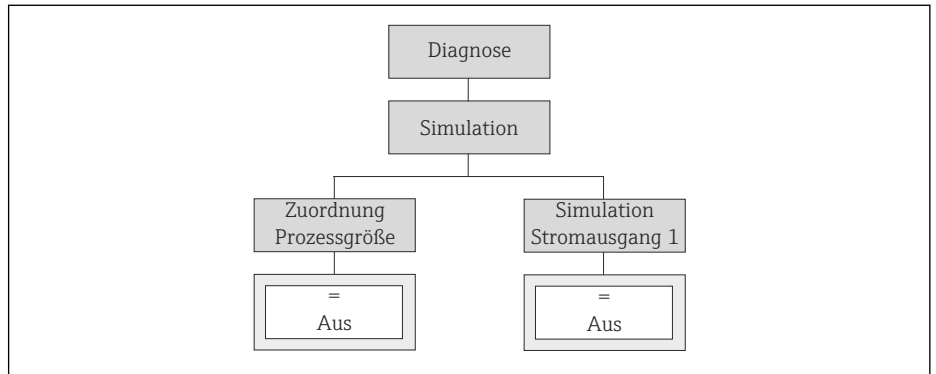 Diagnose
Simulation
Zuordnung
Prozessgröße
=
Aus
Simulation
Stromausgang 1
=
Aus